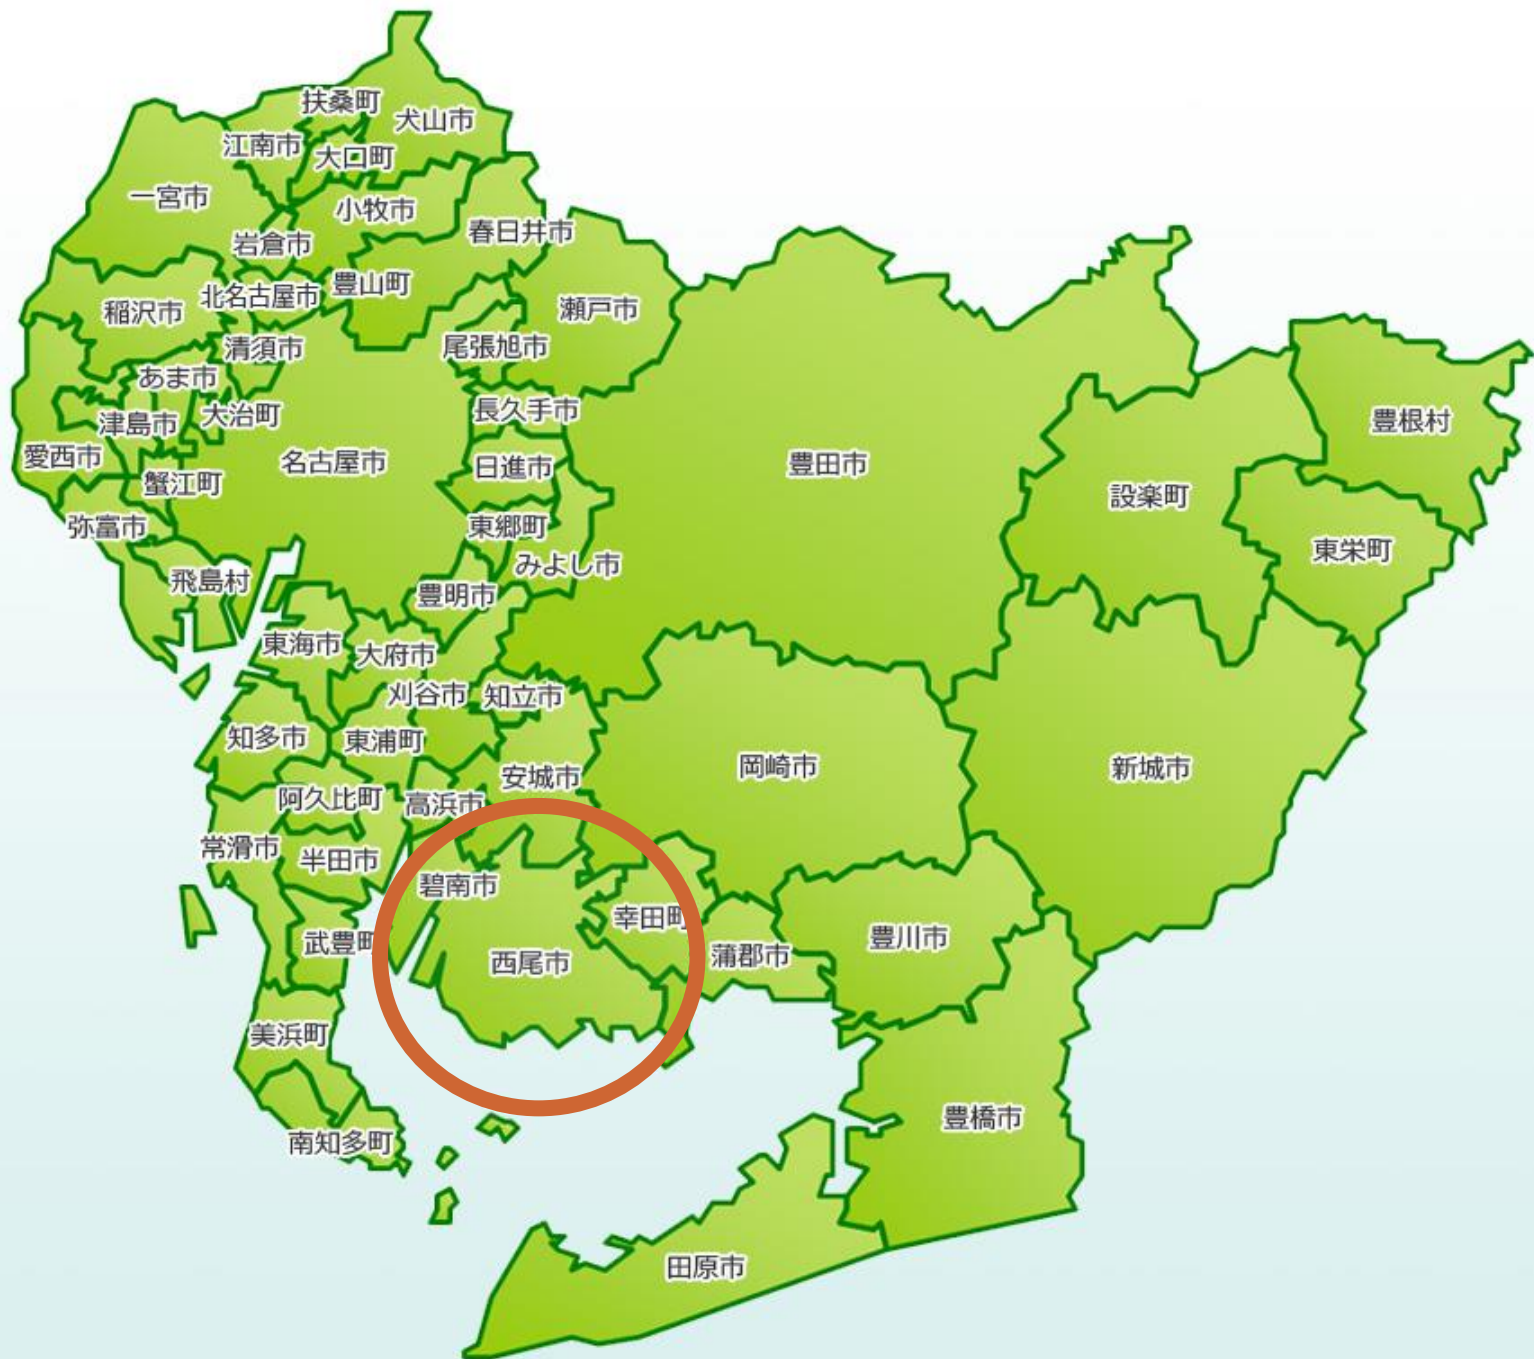 扶桑町
犬山市
江南市
大口町
一宮市
小牧市
春日井市
岩倉市
豊山町
北名古屋市
稲沢市
瀬戸市
清須市
尾張旭市
あま市
大治町
長久手市
津島市
豊根村
愛西市
名古屋市
日進市
豊田市
蟹江町
設楽町
弥富市
東郷町
東栄町
みよし市
飛島村
豊明市
東海市
大府市
刈谷市
知立市
知多市
東浦町
岡崎市
新城市
安城市
阿久比町
高浜市
常滑市
半田市
碧南市
幸田町
豊川市
武豊町
蒲郡市
西尾市
美浜町
豊橋市
南知多町
田原市